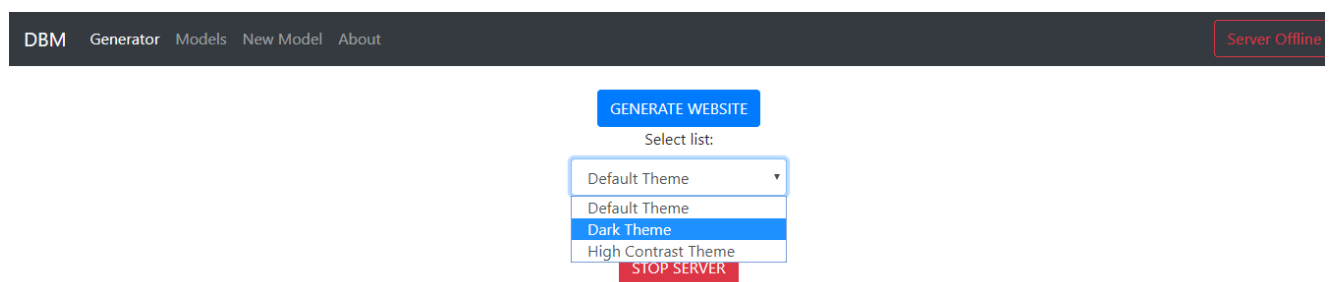 DBM Generator Models New Model About Server Offline
GENERATE WEBSITE
Select list:
Default Theme
Default Theme
Dark Theme
High Contrast Theme
STOP SERVER